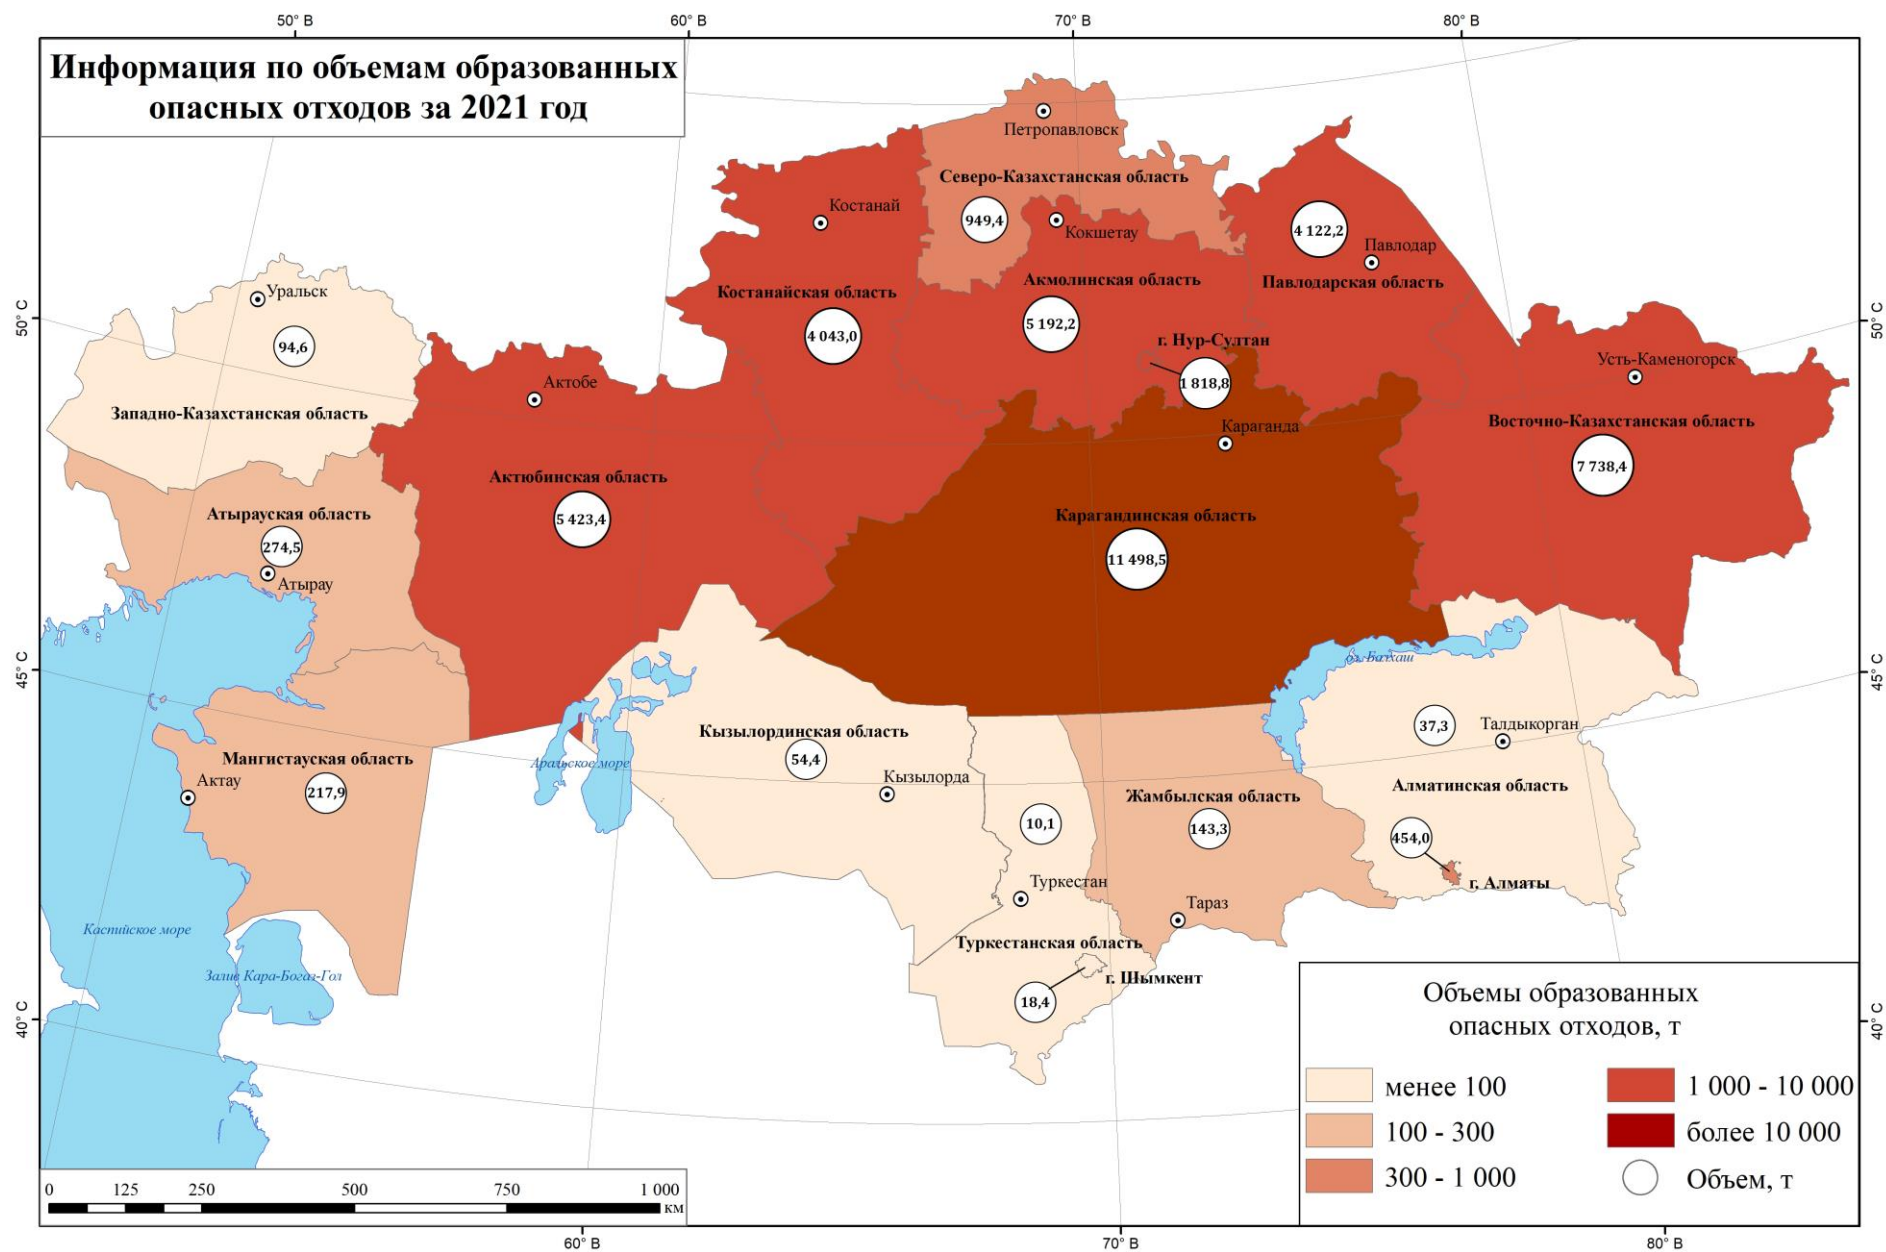 50° В
60° В
70° В
80° В
Информация по объемам образованных
опасных отходов за 2021 год
Петропавловск
Северо-Казахстанская область
949,4
Костанай
Кокшетау
4 122,2
Павлодар
Павлодарская область
Костанайская область
4 043,0
Акмолинская область
5 192,2
г. Нур-Султан
1 818,8
Уральск
94,6
Западно-Казахстанская область
50° С
50° С
Актобе
Усть-Каменогорск
Восточно-Казахстанская область
7 738,4
Караганда
Актюбинская область
5 423,4
Карагандинская область
11 498,5
Атырауская область
274,5
Атырау
45° С
45° С
оз. Балхаш
Мангистауская область
Актау
217,9
Аральское море
Кызылординская область
54,4
Кызылорда
37,3
Талдыкорган
Алматинская область
Жамбылская область
143,3
10,1
454,0
г. Алматы
Туркестан
Тараз
Каспийское море
Залив Кара-Богаз-Гол
Туркестанская область
г. Шымкент
18,4
40° С
40° С
Объемы образованных
опасных отходов, т
менее 100
100 - 300
300 - 1 000
1 000 - 10 000
более 10 000
Объем, т
0 125 250 500 750 1 000
км
60° В
70° В
80° В